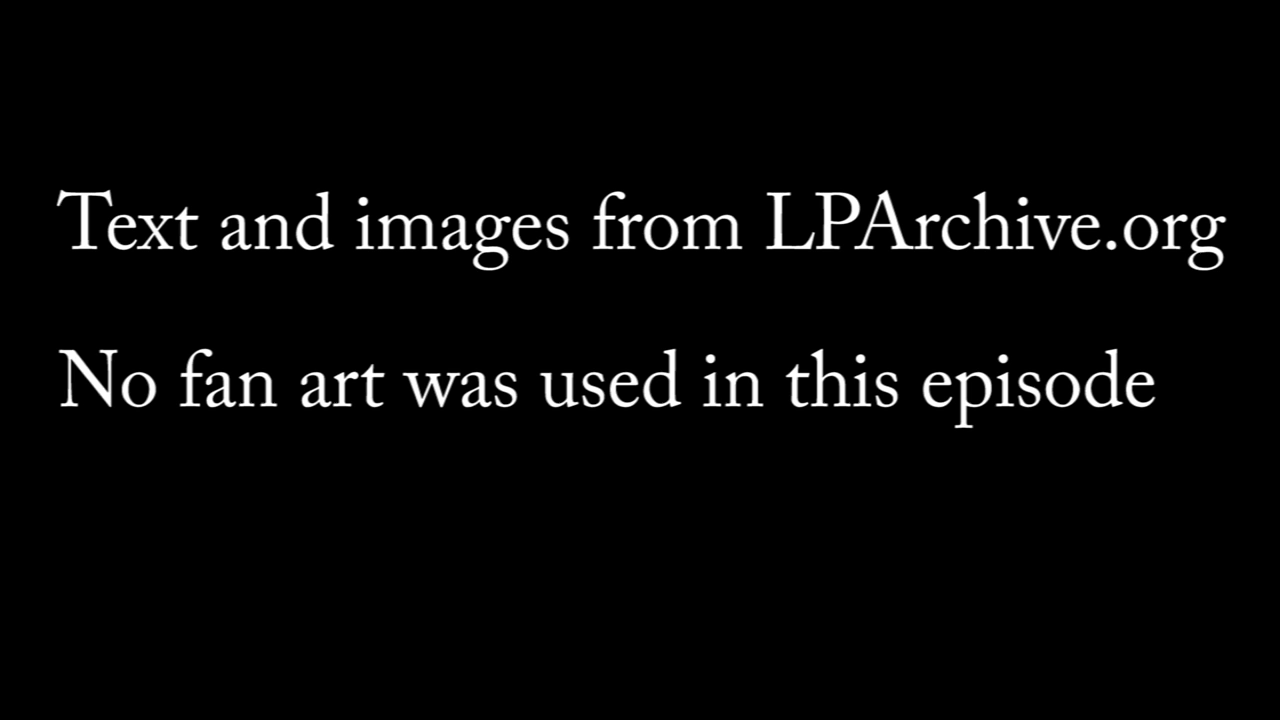 Text and images from LPArchive.org
No fan art was used in this episode